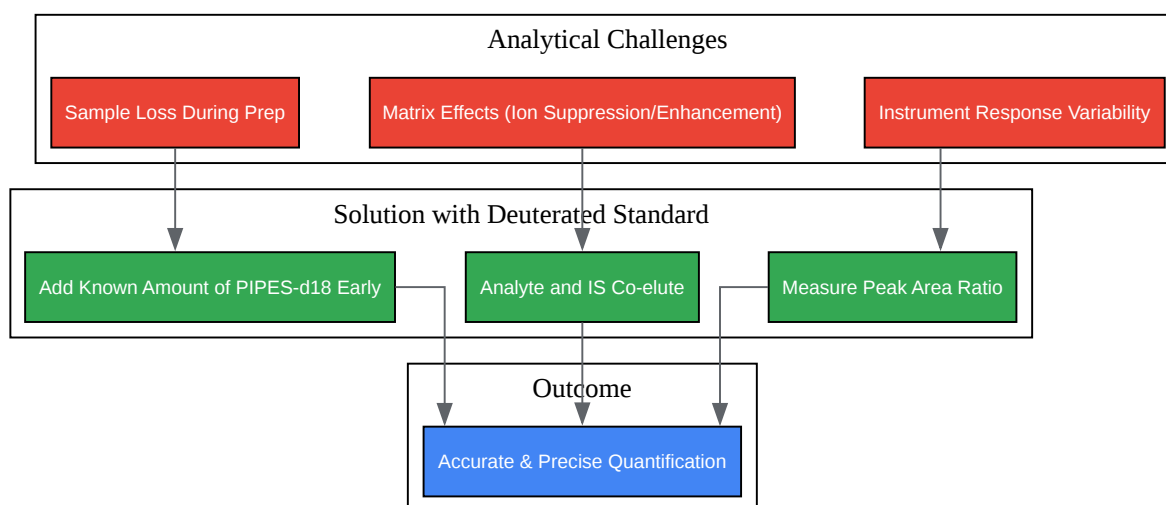 Analytical Challenges
Sample Loss During Prep
Matrix Effects (Ion Suppression/Enhancement)
Instrument Response Variability
Solution with Deuterated Standard
Add Known Amount of PIPES-d18 Early
Analyte and IS Co-elute
Measure Peak Area Ratio
Outcome
Accurate & Precise Quantification